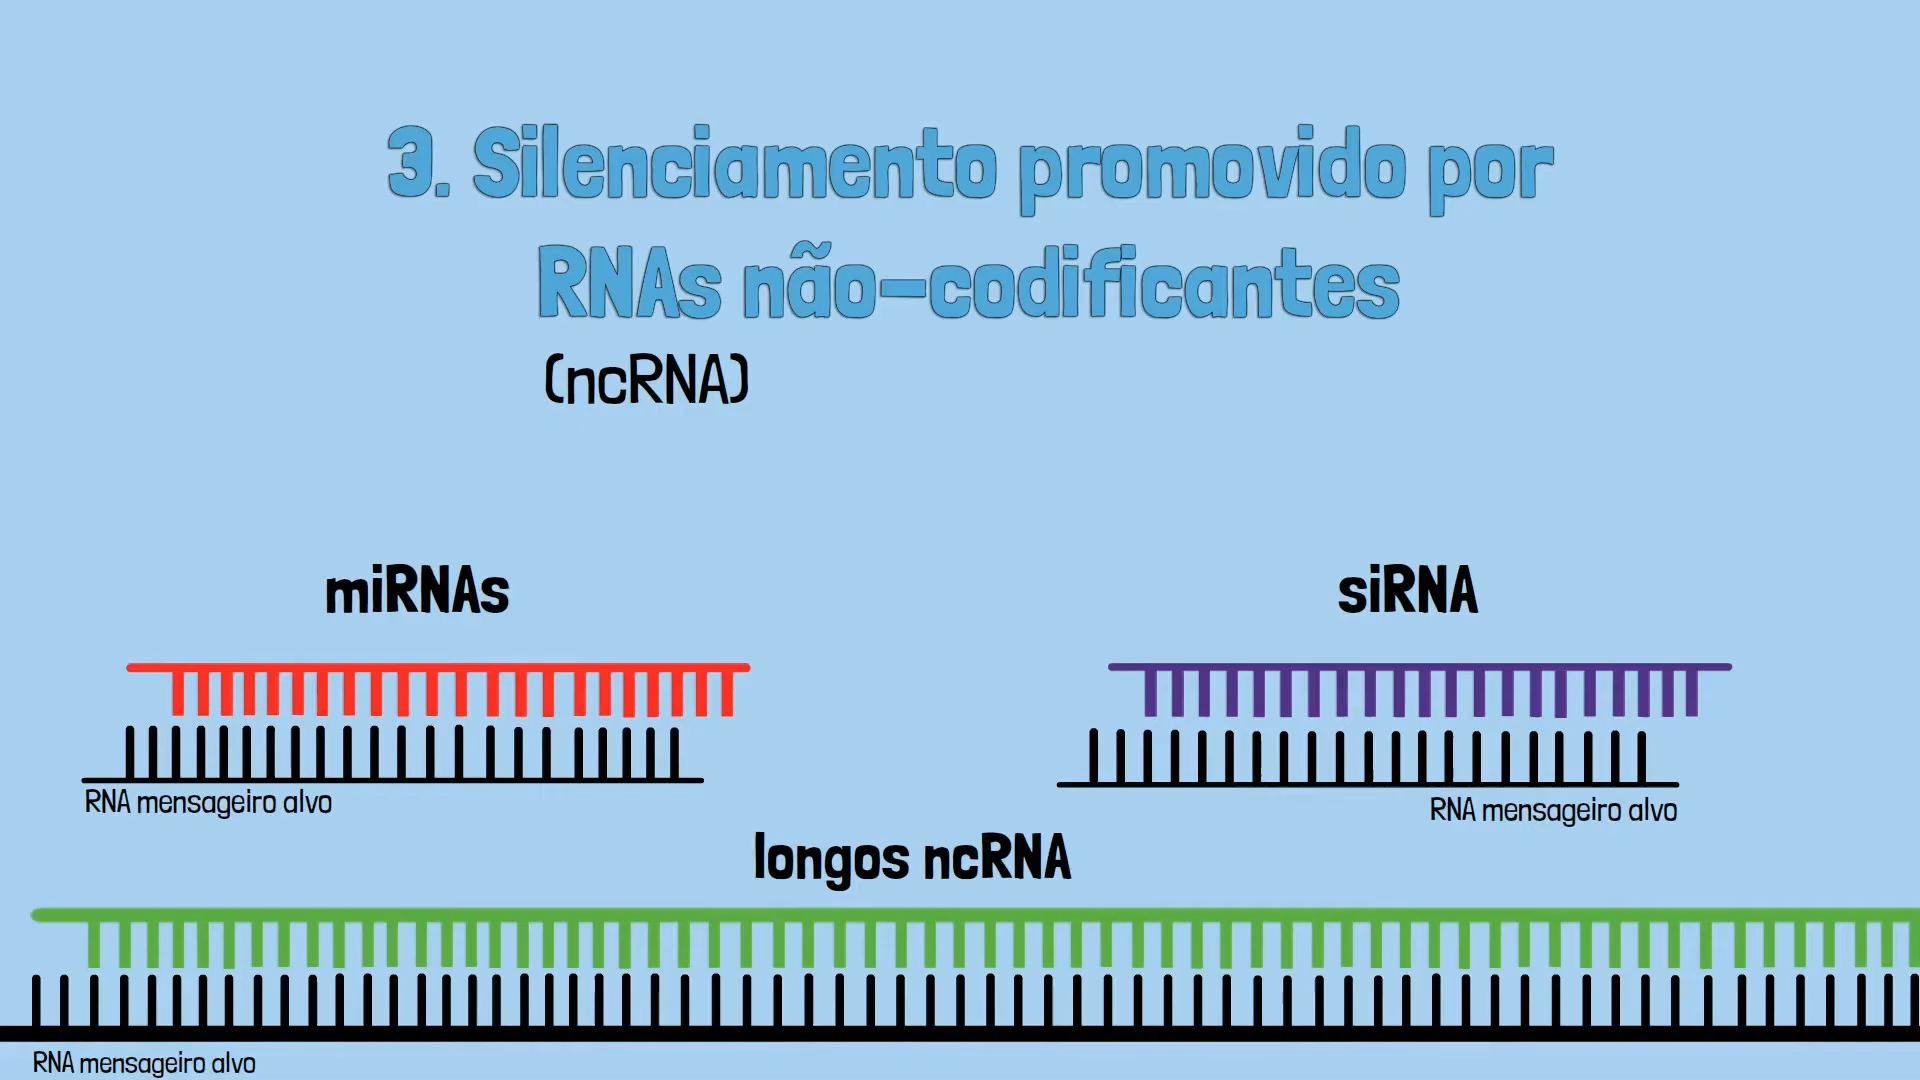 3. Silenciamento promovido por
RNAs não-codificantes
(ncRNA)
miRNAs
siRNA
RNA mensageiro alvo
RNA mensageiro alvo
longos ncRNA
RNA mensageiro alvo